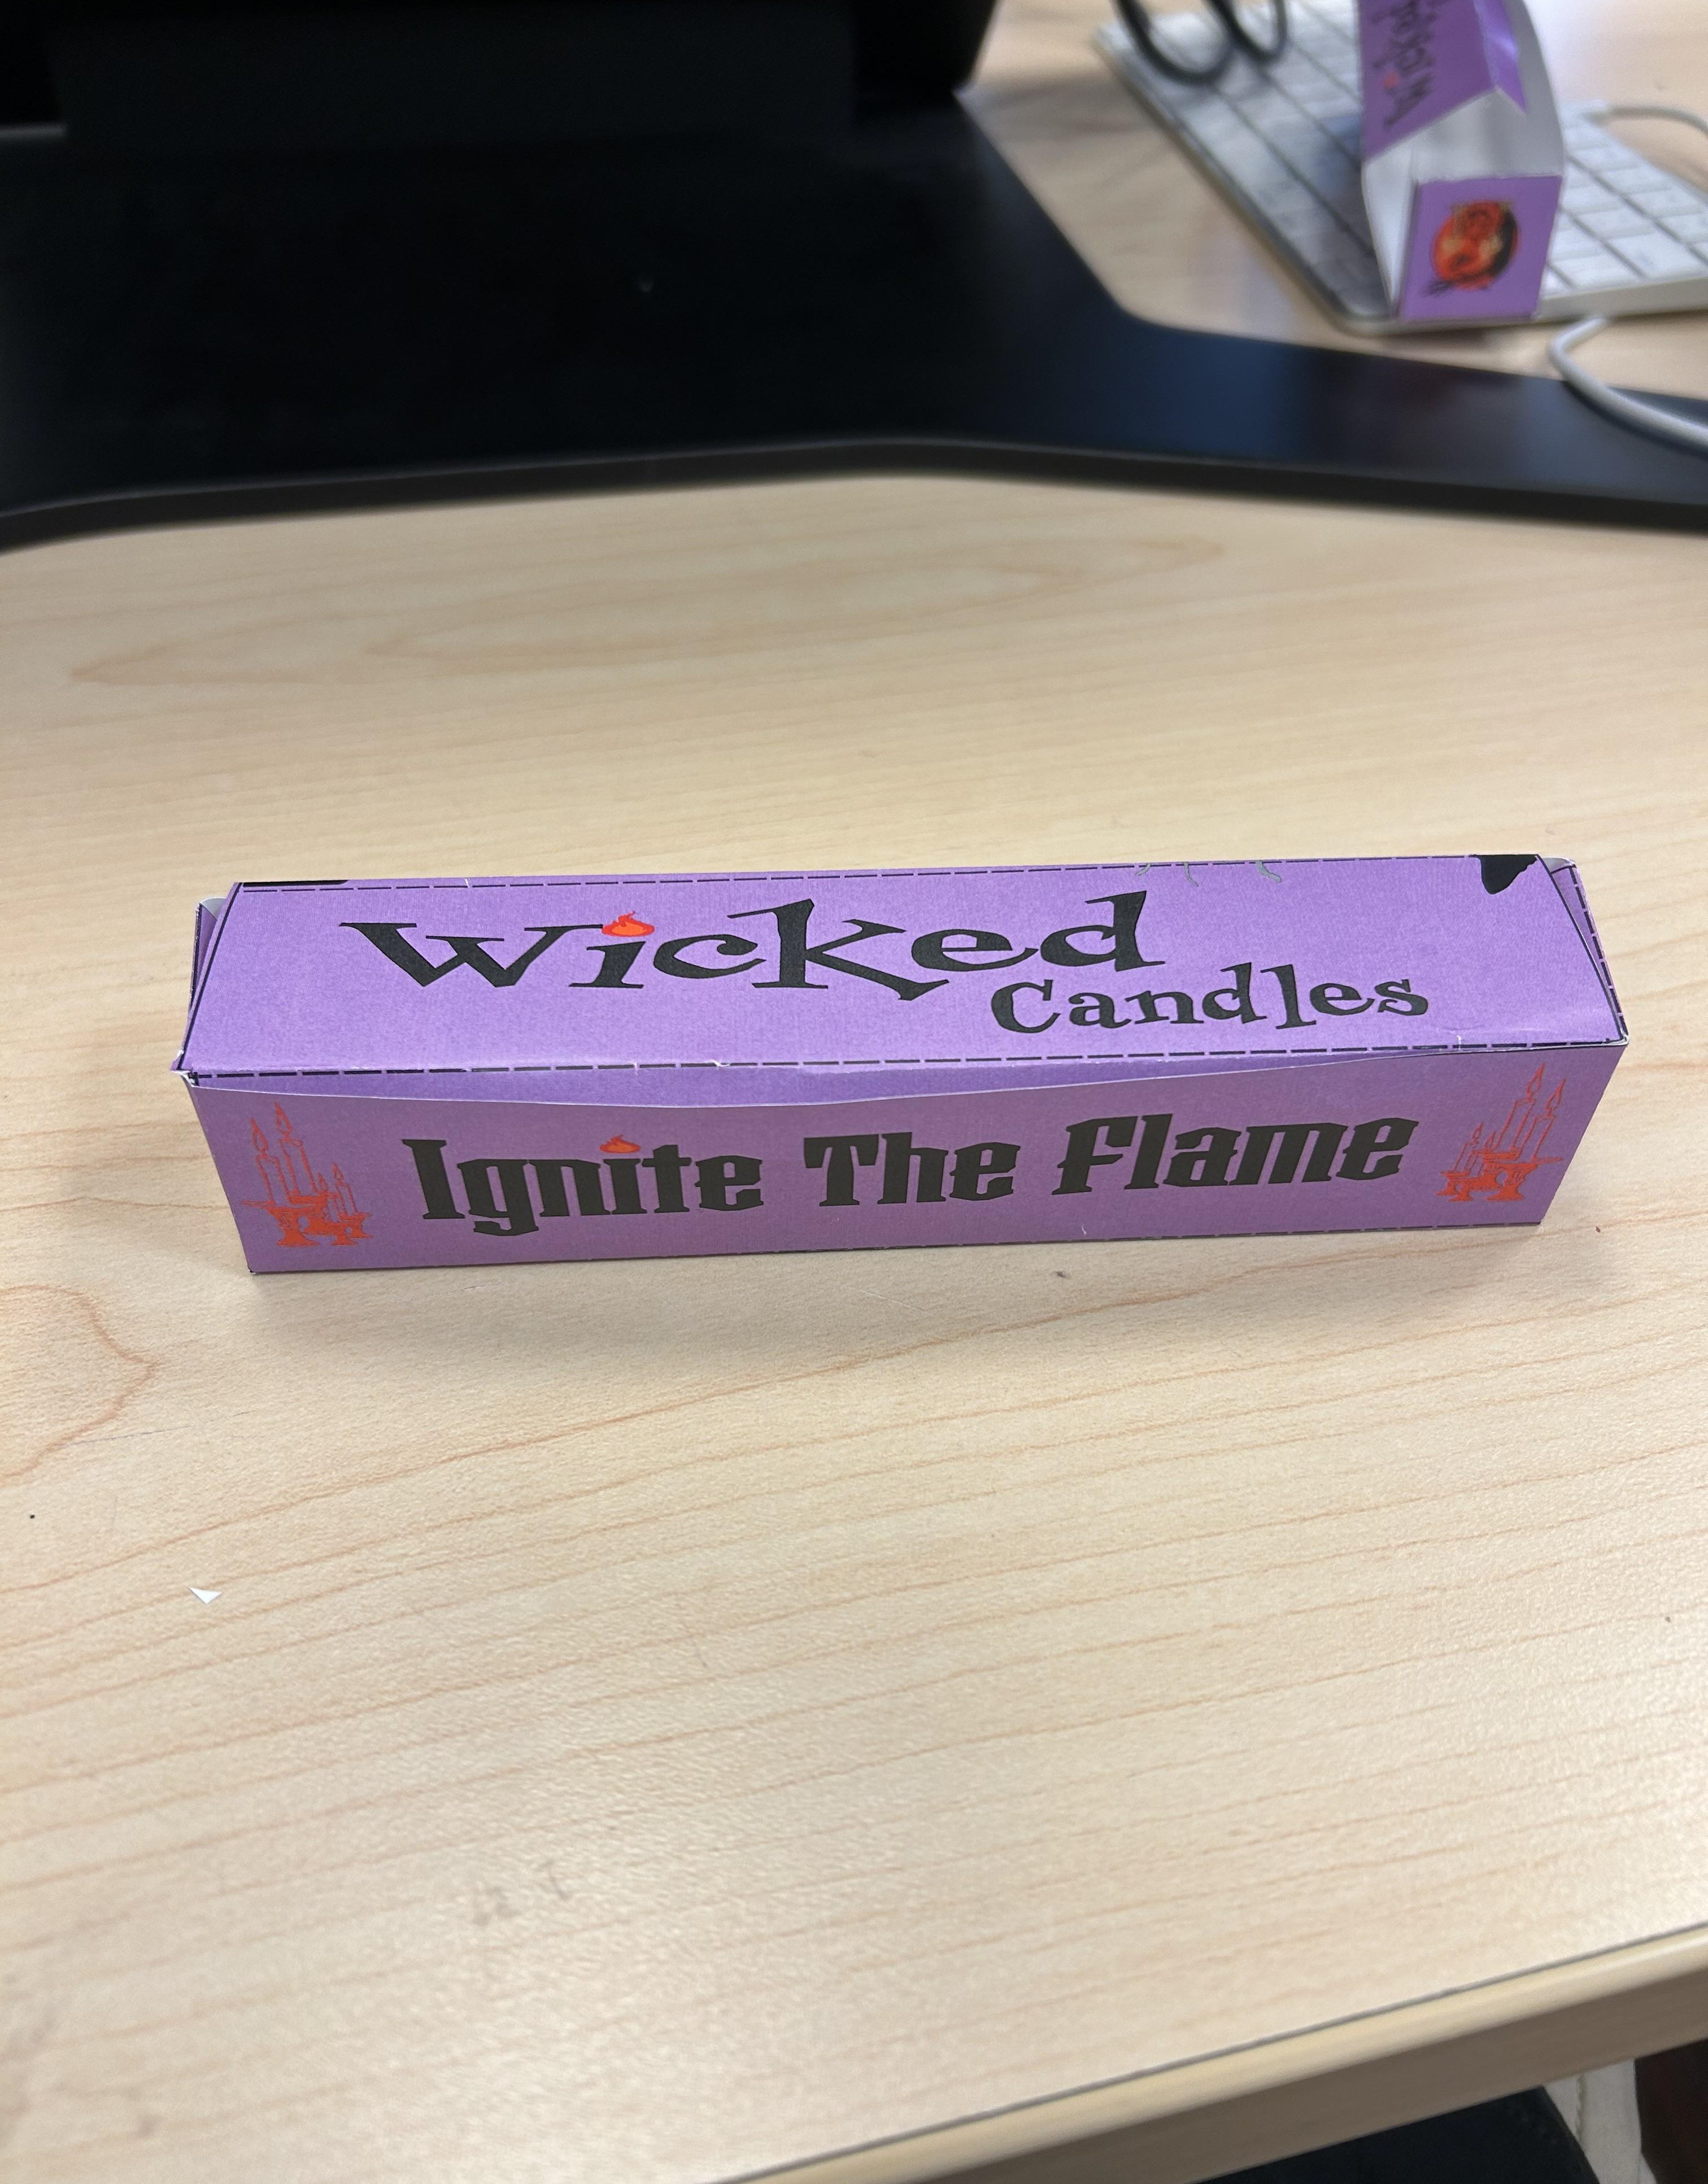 Wicked
Candles
Ignite The Flame